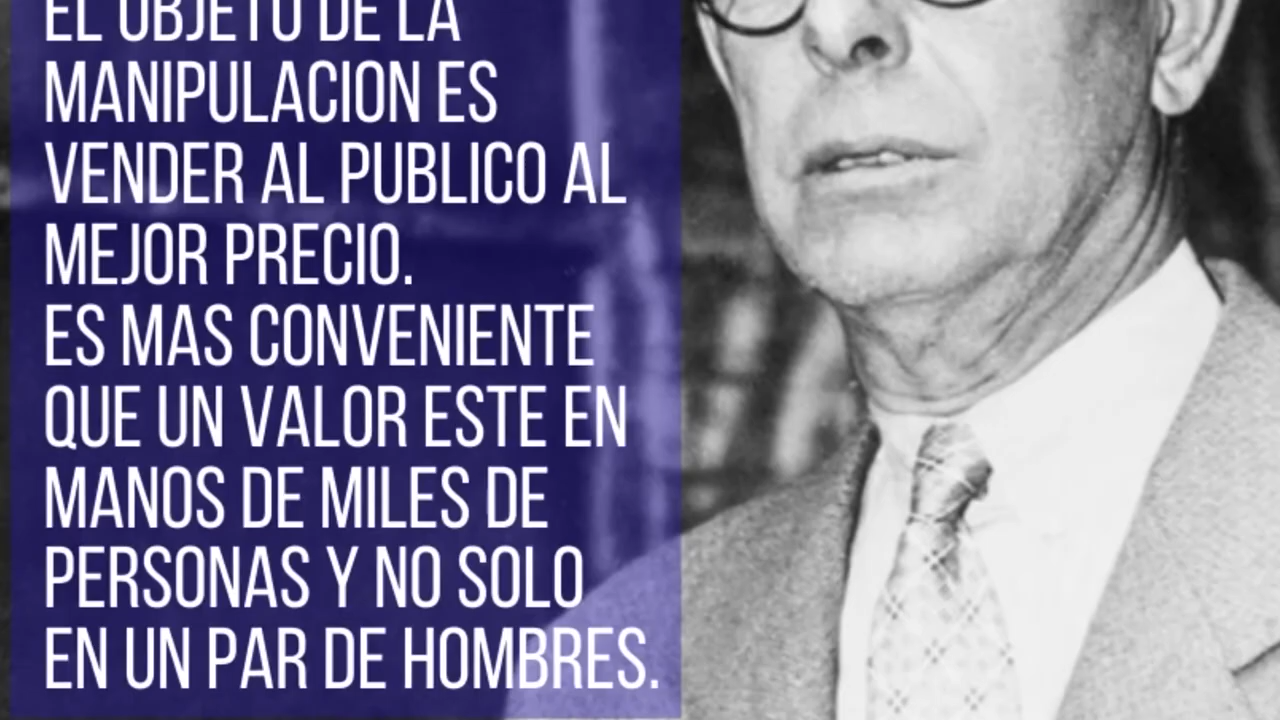 EL OBJETO DE LA
MANIPULACION ES
VENDER AL PUBLICO AL
MEJOR PRECIO.
ES MAS CONVENIENTE
QUE UN VALOR ESTE EN
MANOS DE MILES DE
PERSONAS Y NO SOLO
EN UN PAR DE HOMBRES.